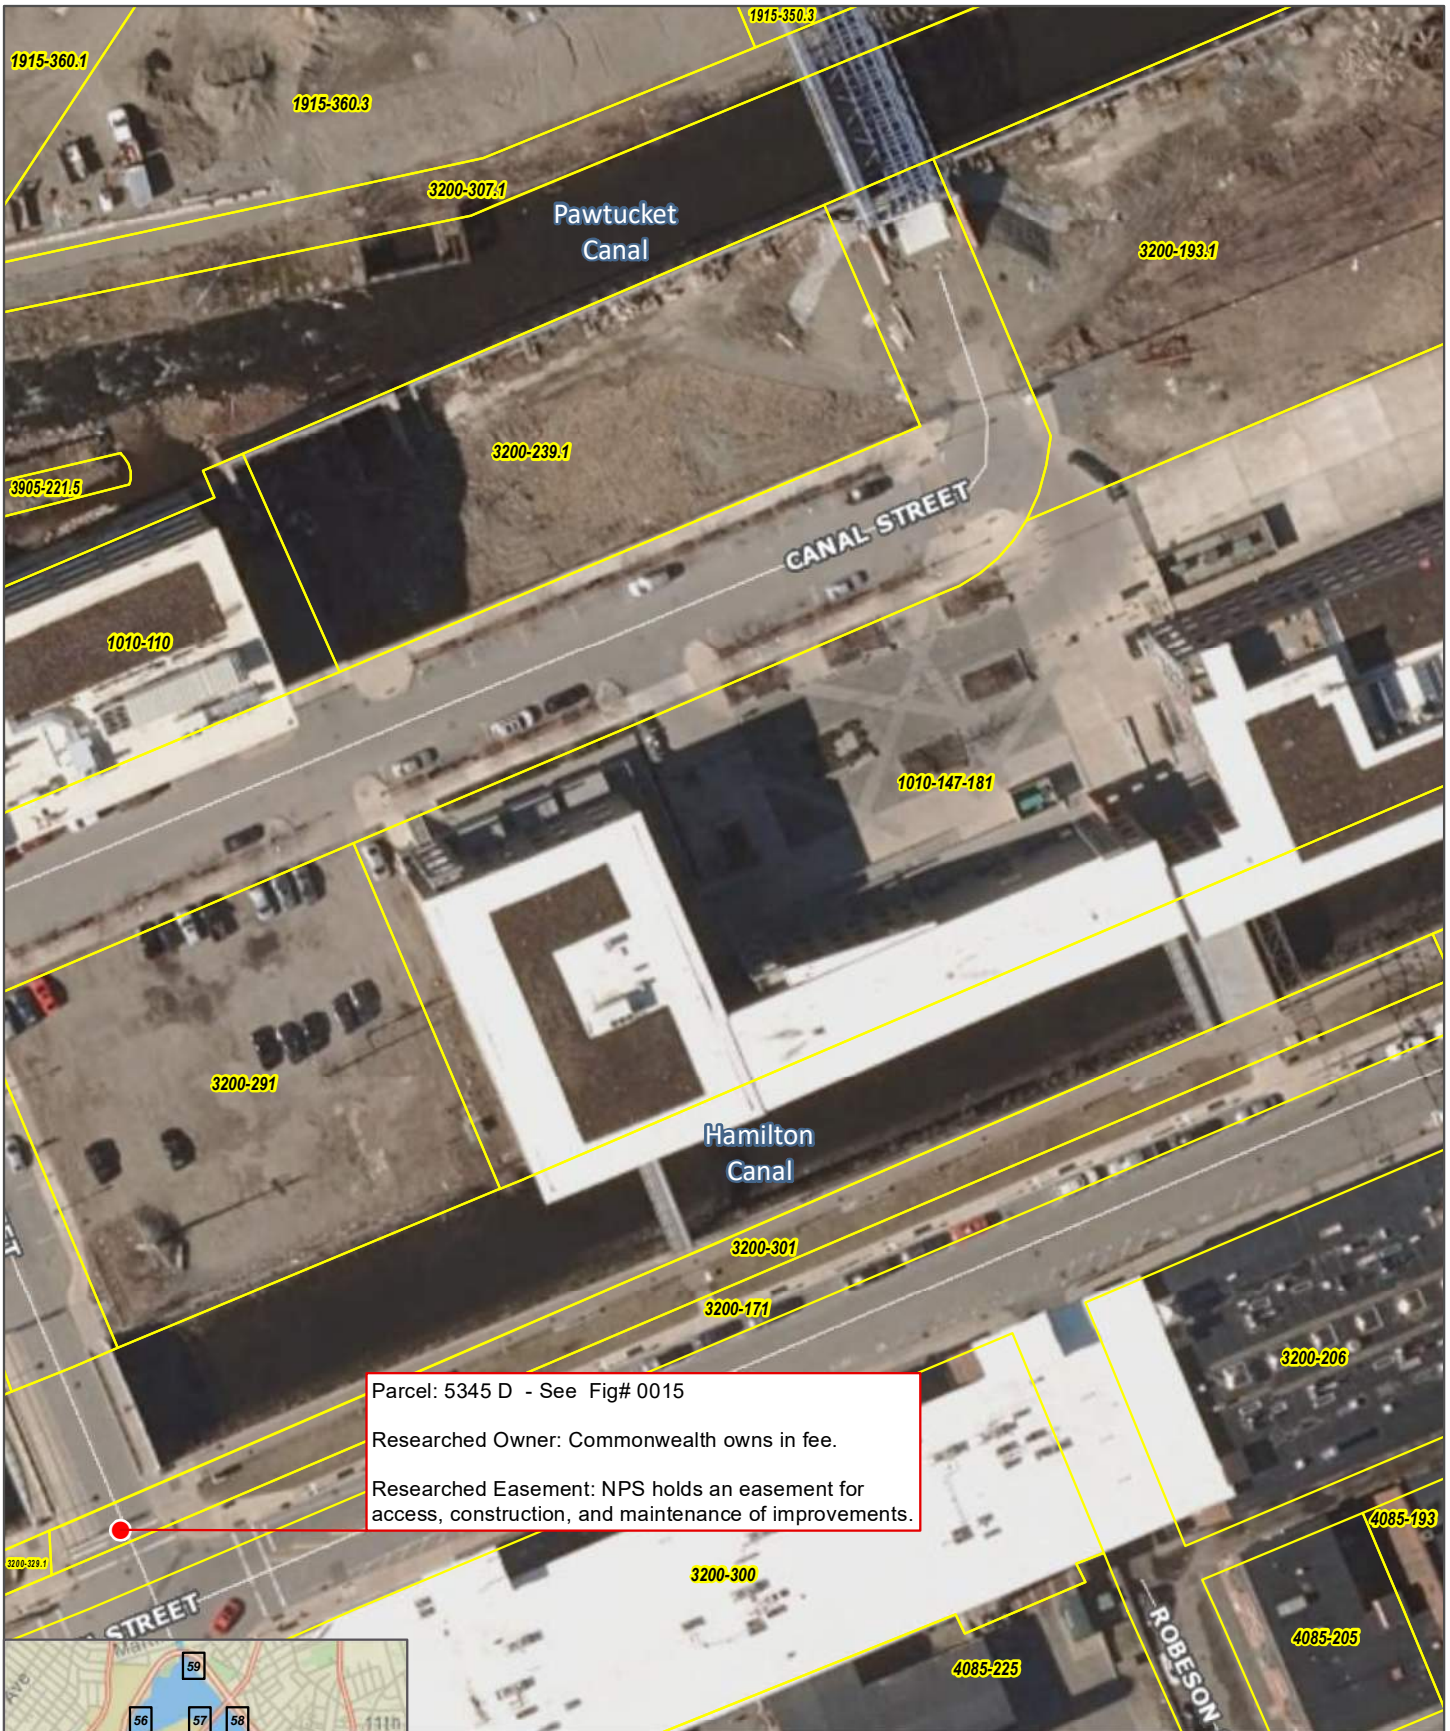 1915-350.3
1915-360.1
1915-360.3
3200-307.1
Pawtucket
Canal
3200-193.1
3200-239.1
3905-221.5
CANAL STREET
1010-110
1010-147-181
3200-291
Hamilton
Canal
3200-301
3200-171
3200-206
Parcel: 5345 D - See Fig# 0015
Researched Owner: Commonwealth owns in fee.
Researched Easement: NPS holds an easement for
access, construction, and maintenance of improvements.
4085-193
3200-329.1
3200-300
STREET
ROBESON
4085-205
4085-225
59
Ave
56
57
58
11th